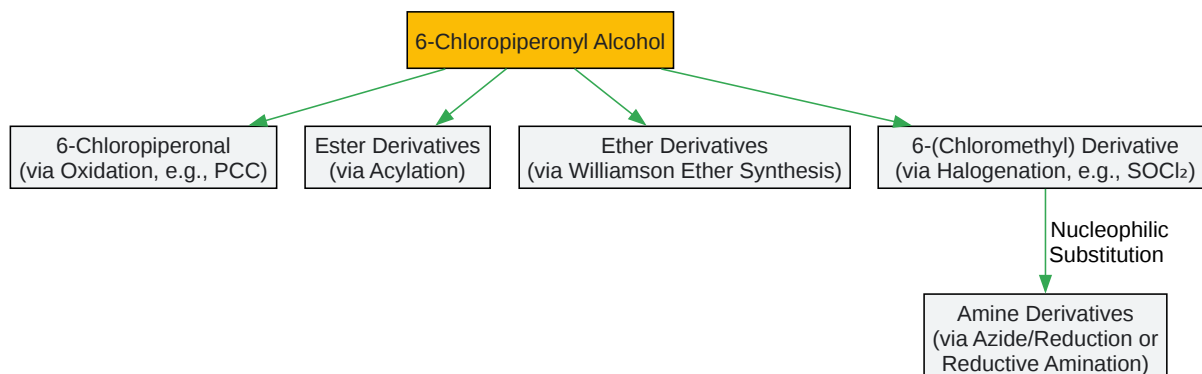 6-Chloropiperonyl Alcohol
6-Chloropiperonal
(via Oxidation, e.g., PCC)
Ester Derivatives
(via Acylation)
Ether Derivatives
(via Williamson Ether Synthesis)
6-(Chloromethyl) Derivative
(via Halogenation, e.g., SOCl₂)
Nucleophilic
Substitution
Amine Derivatives
(via Azide/Reduction or
Reductive Amination)